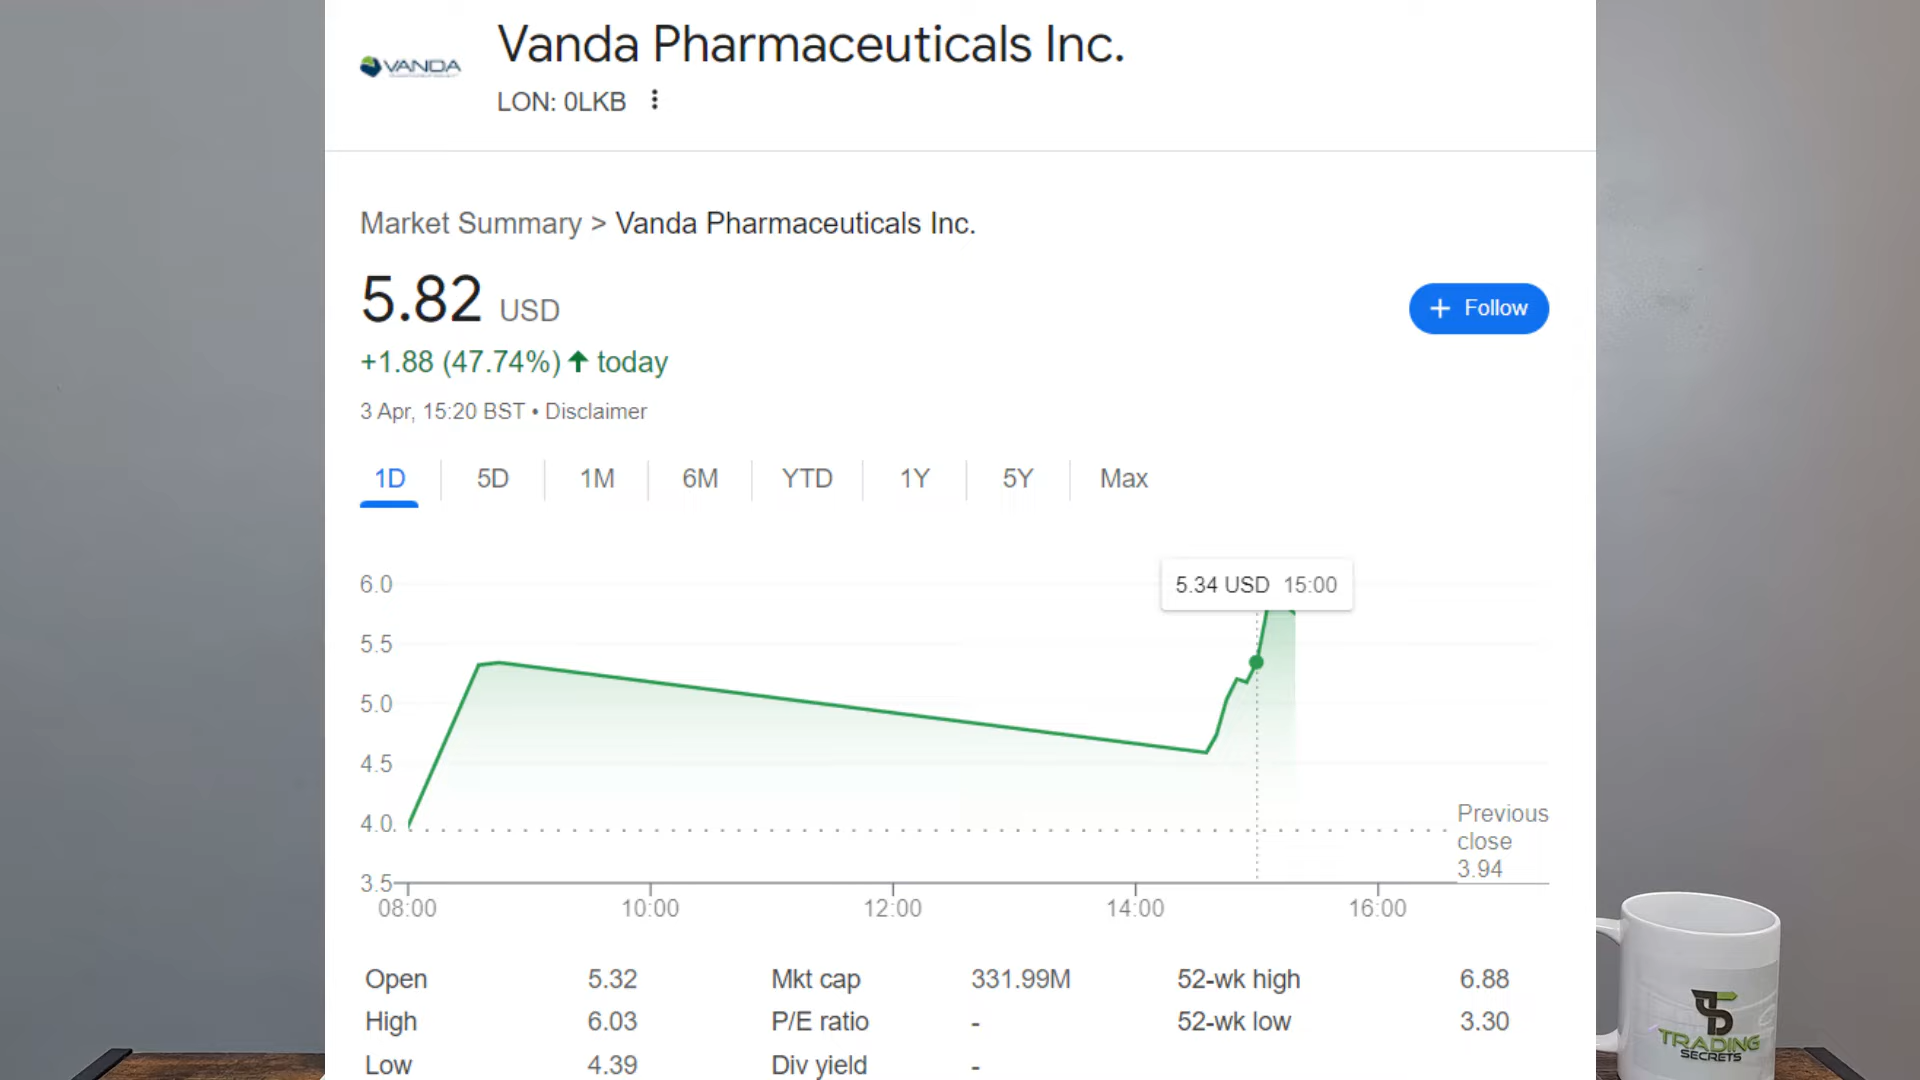 Vanda Pharmaceuticals Inc.
VANDA
LON: 0LKB
Market Summary > Vanda Pharmaceuticals Inc.
5.82 USD
+ Follow
+1.88 (47.74%) ↑ today
3 Apr, 15:20 BST • Disclaimer
1D 5D 1M 6M YTD 1Y 5Y Max
5.34 USD 15:00
6.0
5.5
5.0
4.5
4.0
3.5
Previous
close
3.94
08:00 10:00 12:00 14:00 16:00
Open 5.32 Mkt cap 331.99M 52-wk high 6.88
High 6.03 P/E ratio - 52-wk low 3.30
Low 4.39 Div yield -
TRADING
SECRETS